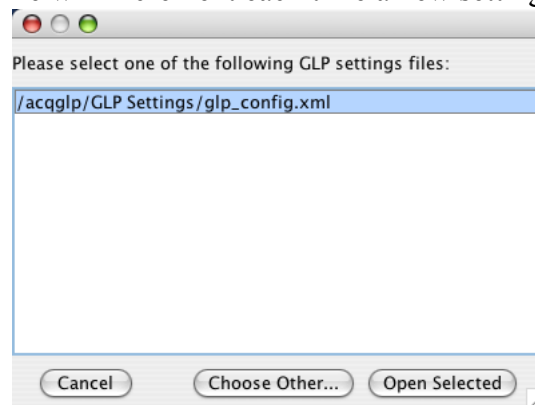 Please select one of the following GLP settings files:
/acqglp/GLP Settings/glp_config.xml
Cancel Choose Other... Open Selected